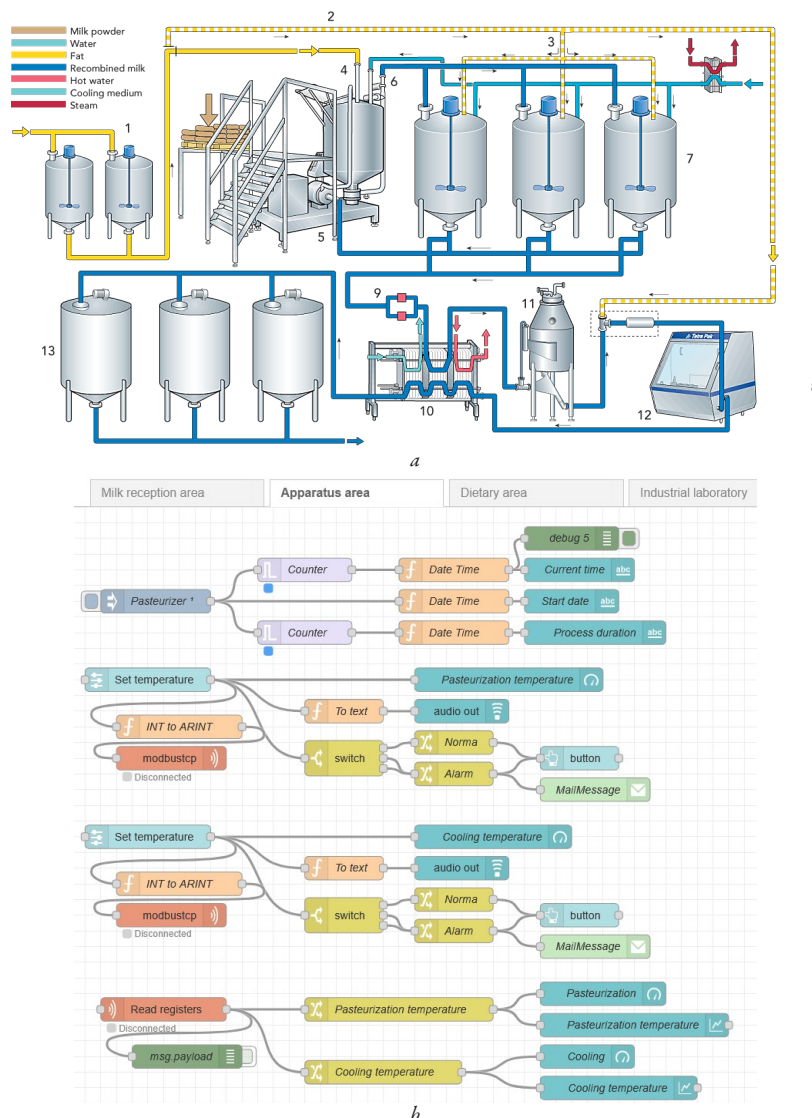 2
Milk powder
Water
Fat
Recombined milk
Hot water
Cooling medium
Steam
3
4
6
1
7
5
9
11
13
10
12
Tetra Pak
a
Milk reception area
Apparatus area
Dietary area
Industrial laboratory
debug 5
Counter
Date Time
Current time
abc
Pasteurizer ¹
Date Time
Start date
abc
Counter
Date Time
Process duration
abc
Set temperature
Pasteurization temperature
To text
audio out
INT to ARINT
Norma
modbustcp
switch
button
Disconnected
Alarm
MailMessage
Set temperature
Cooling temperature
To text
audio out
INT to ARINT
Norma
modbustcp
switch
button
Disconnected
Alarm
MailMessage
Pasteurization
Read registers
Pasteurization temperature
Disconnected
Pasteurization temperature
msg.payload
Cooling
Cooling temperature
Cooling temperature
b